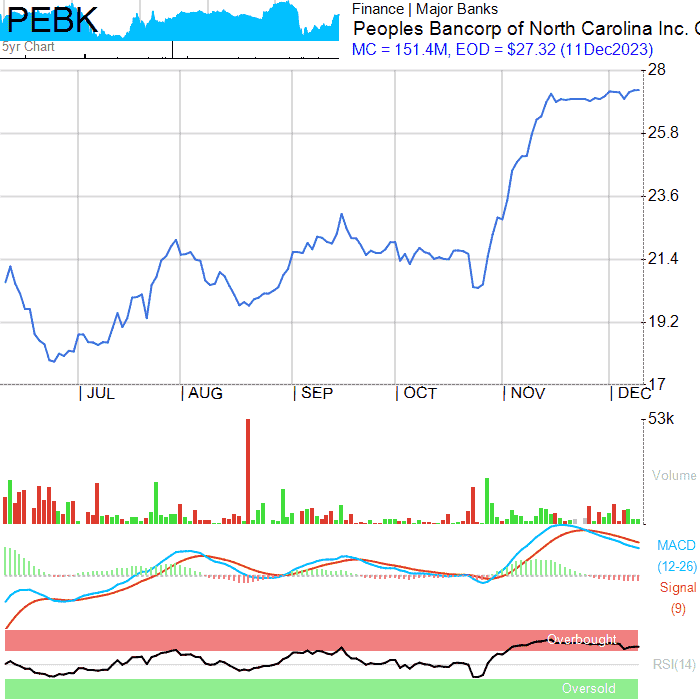 PEBK
5yr Chart
Finance | Major Banks
Peoples Bancorp of North Carolina Inc. C
MC = 151.4M, EOD = $27.32 (11Dec2023)
28
25.8
23.6
21.4
19.2
17
| JUL | AUG | SEP | OCT | NOV | DEC
53k
Volume
MACD
(12-26)
Signal
(9)
Overbought
RSI(14)
Oversold